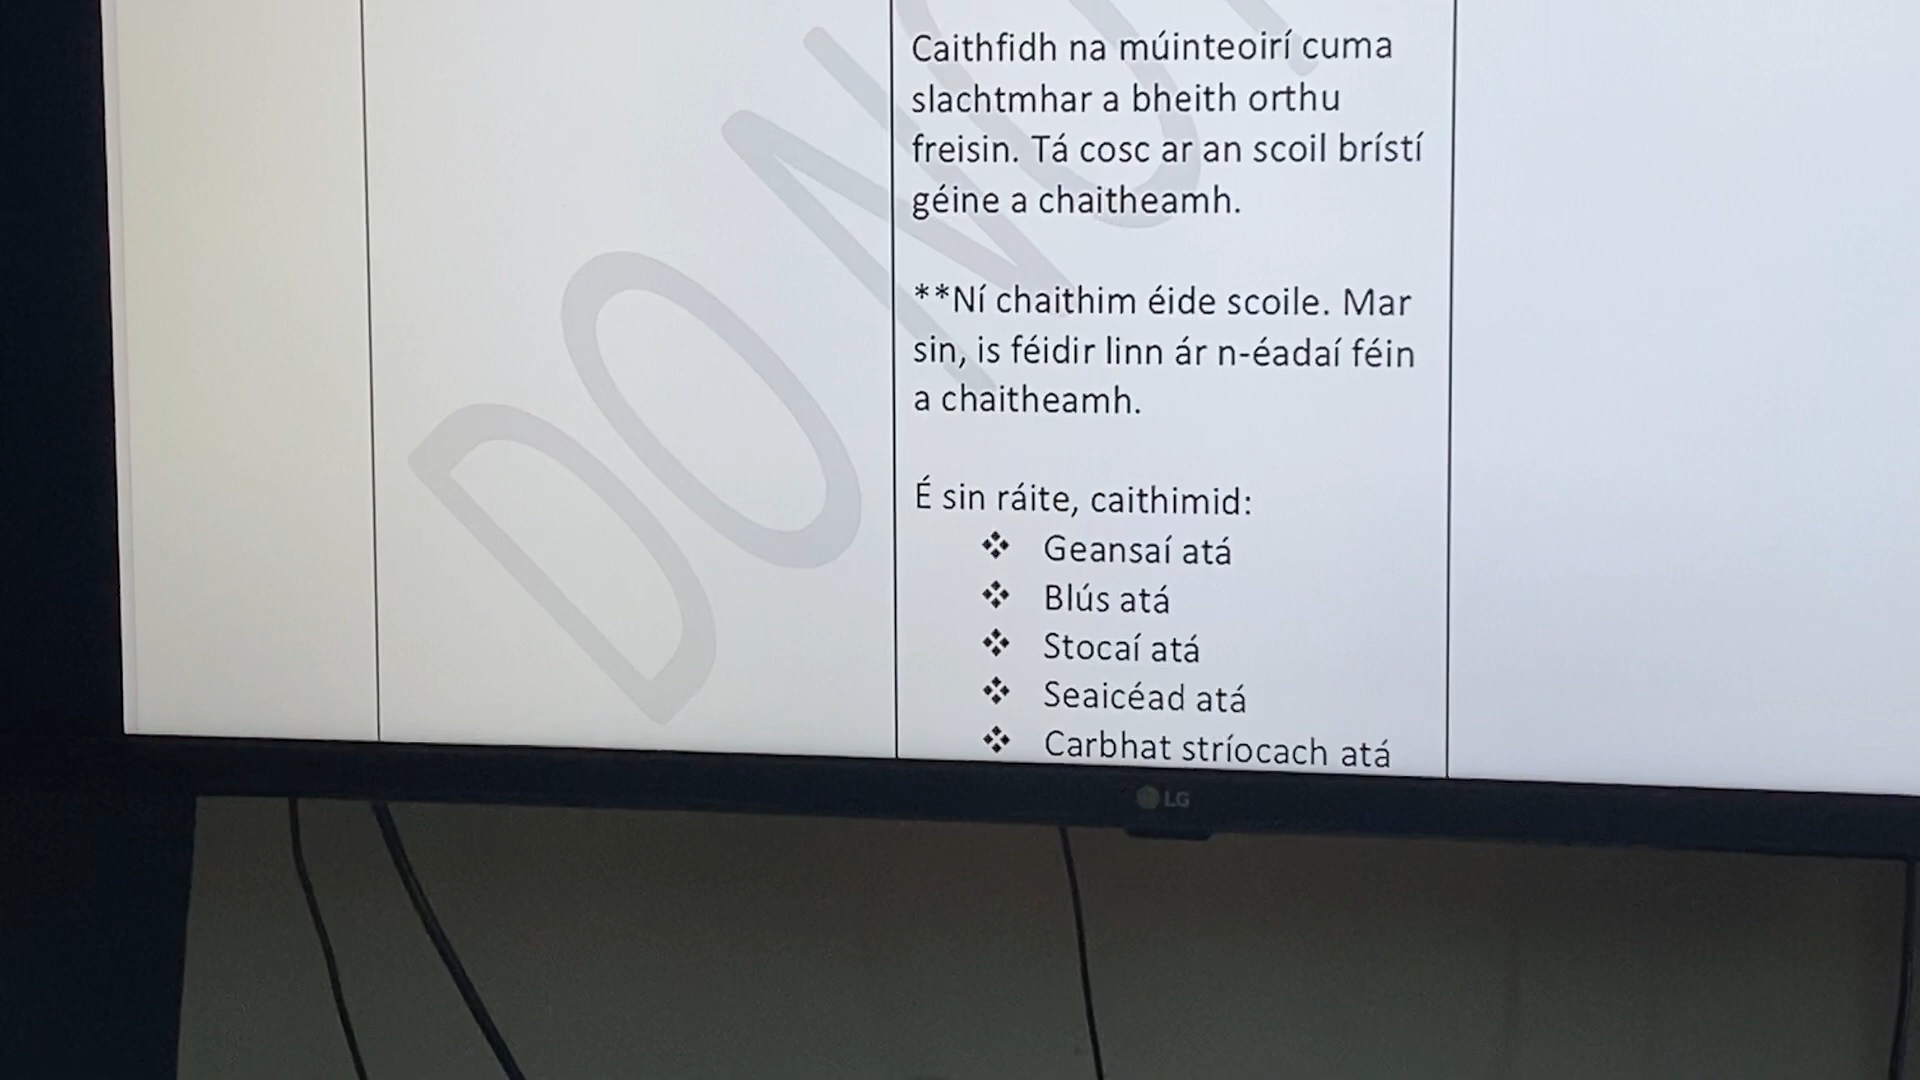 Caithfidh na múinteoirí cuma
slachtmhar a bheith orthu
freisin. Tá cosc ar an scoil brístí
géine a chaitheamh.
**Ní chaithim éide scoile. Mar
sin, is féidir linn ár n-éadaí féin
a chaitheamh.
É sin ráite, caithimid:
❖ Geansaí atá
❖ Blús atá
❖ Stocaí atá
❖ Seaicéad atá
❖ Carbhat stríocach atá
DO NOT
LG